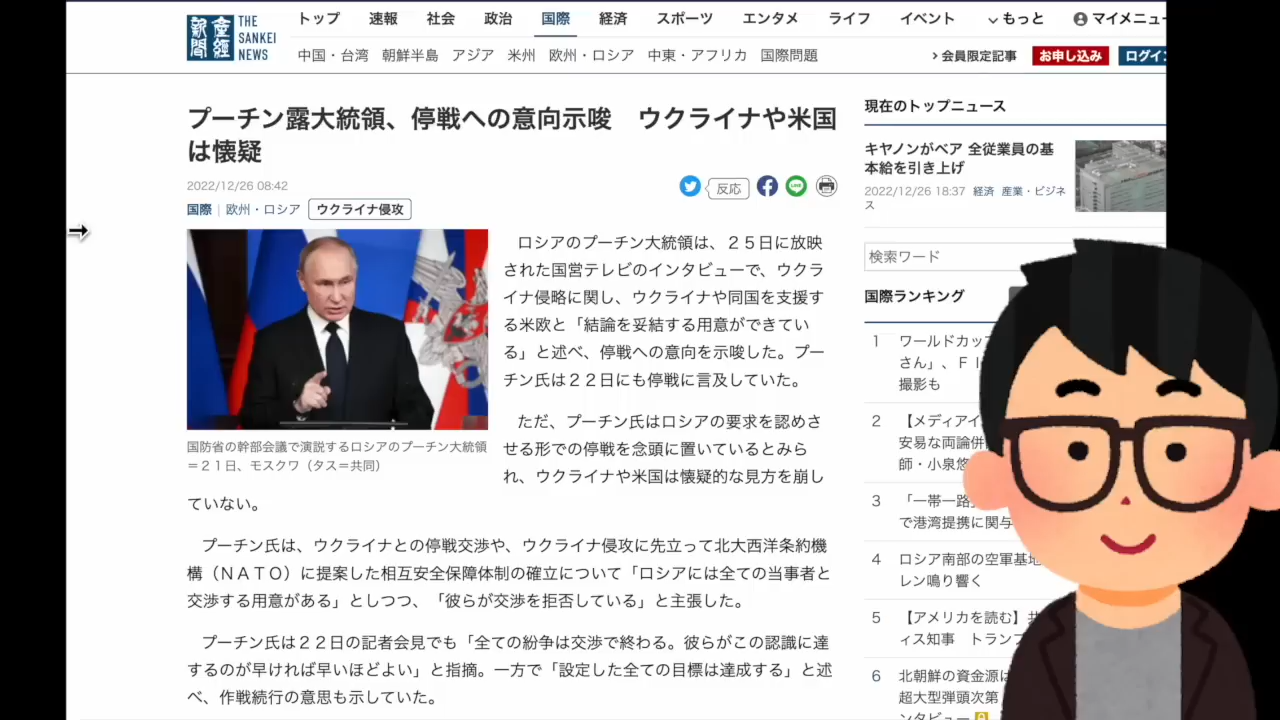 新聞 産經
THE
SANKEI
NEWS
トップ 速報 社会 政治 国際 経済 スポーツ エンタメ ライフ イベント もっと マイメニュー
中国・台湾 朝鮮半島 アジア 米州 欧州・ロシア 中東・アフリカ 国際問題 会員限定記事 お申し込み ログイン
プーチン露大統領、停戦への意向示唆 ウクライナや米国
は懐疑
2022/12/26 08:42
反応
LINE
国際 | 欧州・ロシア ウクライナ侵攻
国防省の幹部会議で演説するロシアのプーチン大統領
＝２１日、モスクワ（タス＝共同）
ロシアのプーチン大統領は、２５日に放映
された国営テレビのインタビューで、ウクラ
イナ侵略に関し、ウクライナや同国を支援す
る米欧と「結論を妥結する用意ができてい
る」と述べ、停戦への意向を示唆した。プー
チン氏は２２日にも停戦に言及していた。
ただ、プーチン氏はロシアの要求を認めさ
せる形での停戦を念頭に置いているとみら
れ、ウクライナや米国は懐疑的な見方を崩し
ていない。
プーチン氏は、ウクライナとの停戦交渉や、ウクライナ侵攻に先立って北大西洋条約機
構（ＮＡＴＯ）に提案した相互安全保障体制の確立について「ロシアには全ての当事者と
交渉する用意がある」としつつ、「彼らが交渉を拒否している」と主張した。
プーチン氏は２２日の記者会見でも「全ての紛争は交渉で終わる。彼らがこの認識に達
するのが早ければ早いほどよい」と指摘。一方で「設定した全ての目標は達成する」と述
べ、作戦続行の意思も示していた。
現在のトップニュース
キヤノンがベア 全従業員の基
本給を引き上げ
2022/12/26 18:37 経済 産業・ビジネ
ス
検索ワード
国際ランキング
1 ワールドカップ
さん」、ＦＩ
撮影も
2 【メディアイ
安易な両論併
師・小泉悠
3 「一帯一路
で港湾提携に関与
4 ロシア南部の空軍基地
レン鳴り響く
5 【アメリカを読む】共
ィス知事 トランプ
6 北朝鮮の資金源は
超大型弾頭次第
ンタビュー